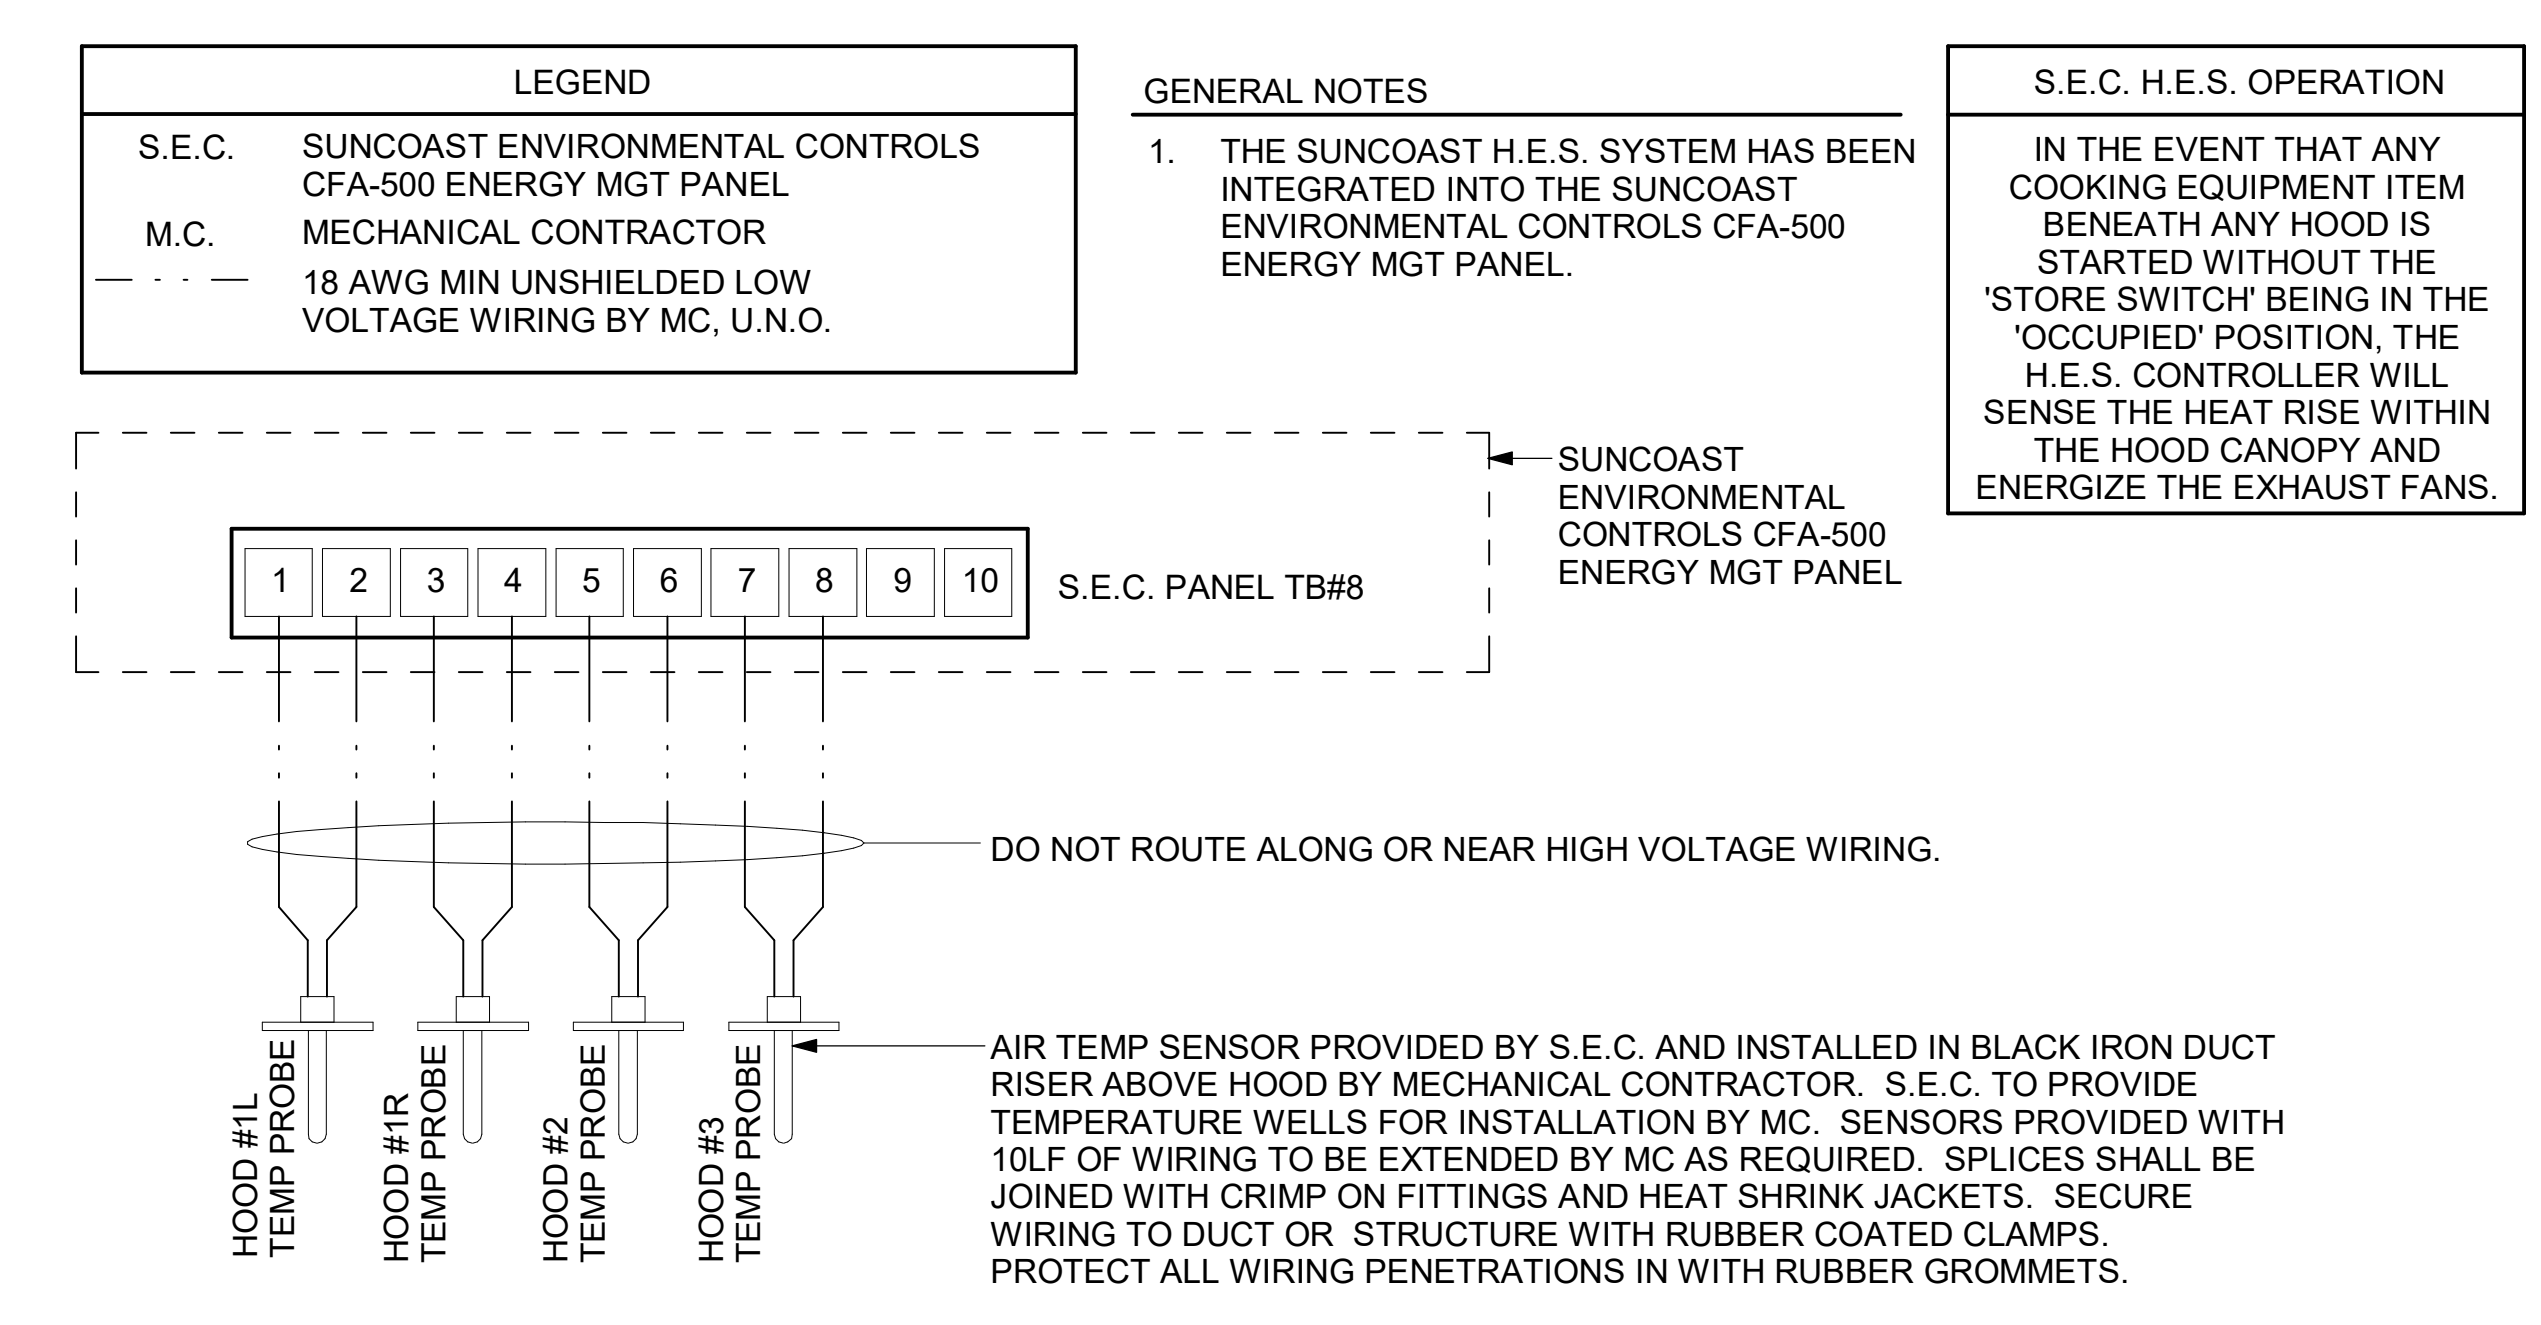 LEGEND
S.E.C. SUNCOAST ENVIRONMENTAL CONTROLS
CFA-500 ENERGY MGT PANEL
M.C. MECHANICAL CONTRACTOR
18 AWG MIN UNSHIELDED LOW
VOLTAGE WIRING BY MC, U.N.O.
GENERAL NOTES
1. THE SUNCOAST H.E.S. SYSTEM HAS BEEN
INTEGRATED INTO THE SUNCOAST
ENVIRONMENTAL CONTROLS CFA-500
ENERGY MGT PANEL.
S.E.C. H.E.S. OPERATION
IN THE EVENT THAT ANY
COOKING EQUIPMENT ITEM
BENEATH ANY HOOD IS
STARTED WITHOUT THE
'STORE SWITCH' BEING IN THE
'OCCUPIED' POSITION, THE
H.E.S. CONTROLLER WILL
SENSE THE HEAT RISE WITHIN
THE HOOD CANOPY AND
ENERGIZE THE EXHAUST FANS.
SUNCOAST
ENVIRONMENTAL
CONTROLS CFA-500
ENERGY MGT PANEL
1 2 3 4 5 6 7 8 9 10
S.E.C. PANEL TB#8
DO NOT ROUTE ALONG OR NEAR HIGH VOLTAGE WIRING.
HOOD #1L
TEMP PROBE
HOOD #1R
TEMP PROBE
HOOD #2
TEMP PROBE
HOOD #3
TEMP PROBE
AIR TEMP SENSOR PROVIDED BY S.E.C. AND INSTALLED IN BLACK IRON DUCT
RISER ABOVE HOOD BY MECHANICAL CONTRACTOR. S.E.C. TO PROVIDE
TEMPERATURE WELLS FOR INSTALLATION BY MC. SENSORS PROVIDED WITH
10LF OF WIRING TO BE EXTENDED BY MC AS REQUIRED. SPLICES SHALL BE
JOINED WITH CRIMP ON FITTINGS AND HEAT SHRINK JACKETS. SECURE
WIRING TO DUCT OR STRUCTURE WITH RUBBER COATED CLAMPS.
PROTECT ALL WIRING PENETRATIONS IN WITH RUBBER GROMMETS.